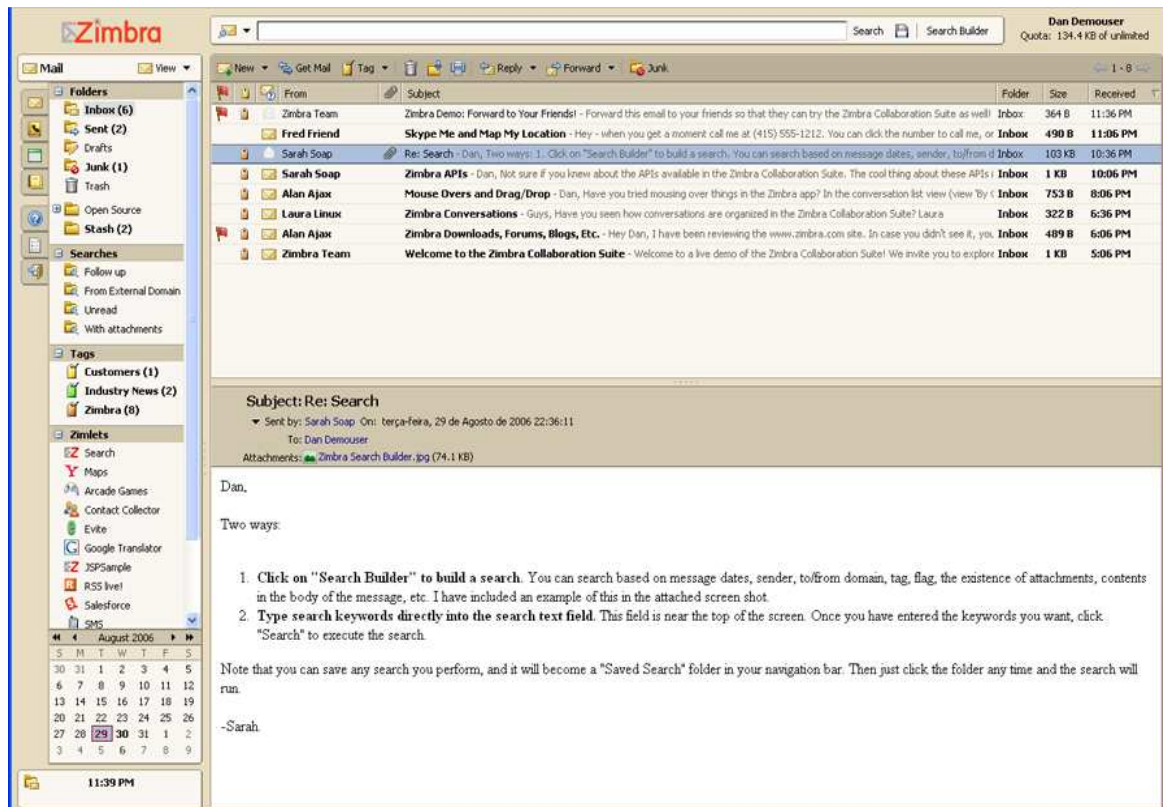 Zimbra
Search Search Builder
Dan Demouser
Quota: 134.4 KB of unlimited
Mail View
New Get Mail Tag Reply Forward Junk 1 - 8
Folders
Inbox (6)
Sent (2)
Drafts
Junk (1)
Trash
Open Source
Stash (2)
Searches
Follow up
From External Domain
Unread
With attachments
Tags
Customers (1)
Industry News (2)
Zimbra (8)
Zimlets
Search
Maps
Arcade Games
Contact Collector
Evite
Google Translator
JSPSample
RSS live!
Salesforce
SMS
August 2006
S M T W T F S
30 31 1 2 3 4 5
6 7 8 9 10 11 12
13 14 15 16 17 18 19
20 21 22 23 24 25 26
27 28 29 30 31 1 2
3 4 5 6 7 8 9
11:39 PM
From Subject Folder Size Received
Zimbra Team Zimbra Demo: Forward to Your Friends! - Forward this email to your friends so that they can try the Zimbra Collaboration Suite as well! Inbox 364 B 11:36 PM
Fred Friend Skype Me and Map My Location - Hey - when you get a moment call me at (415) 555-1212. You can click the number to call me, or Inbox 490 B 11:06 PM
Sarah Soap Re: Search - Dan, Two ways: 1. Click on "Search Builder" to build a search. You can search based on message dates, sender, to/from d Inbox 103 KB 10:36 PM
Sarah Soap Zimbra APIs - Dan, Not sure if you knew about the APIs available in the Zimbra Collaboration Suite. The cool thing about these APIs i Inbox 1 KB 10:06 PM
Alan Ajax Mouse Overs and Drag/Drop - Dan, Have you tried mousing over things in the Zimbra app? In the conversation list view (view 'By C Inbox 753 B 8:06 PM
Laura Linux Zimbra Conversations - Guys, Have you seen how conversations are organized in the Zimbra Collaboration Suite? Laura Inbox 322 B 6:36 PM
Alan Ajax Zimbra Downloads, Forums, Blogs, Etc. - Hey Dan, I have been reviewing the www.zimbra.com site. In case you didn't see it, you Inbox 489 B 6:06 PM
Zimbra Team Welcome to the Zimbra Collaboration Suite - Welcome to a live demo of the Zimbra Collaboration Suite! We invite you to explore Inbox 1 KB 5:06 PM
Subject: Re: Search
Sent by: Sarah Soap On: terça-feira, 29 de Agosto de 2006 22:36:11
To: Dan Demouser
Attachments: Zimbra Search Builder.jpg (74.1 KB)
Dan,
Two ways:
1. Click on "Search Builder" to build a search. You can search based on message dates, sender, to/from domain, tag, flag, the existence of attachments, contents
in the body of the message, etc. I have included an example of this in the attached screen shot.
2. Type search keywords directly into the search text field. This field is near the top of the screen. Once you have entered the keywords you want, click
"Search" to execute the search.
Note that you can save any search you perform, and it will become a "Saved Search" folder in your navigation bar. Then just click the folder any time and the search will
run.
-Sarah